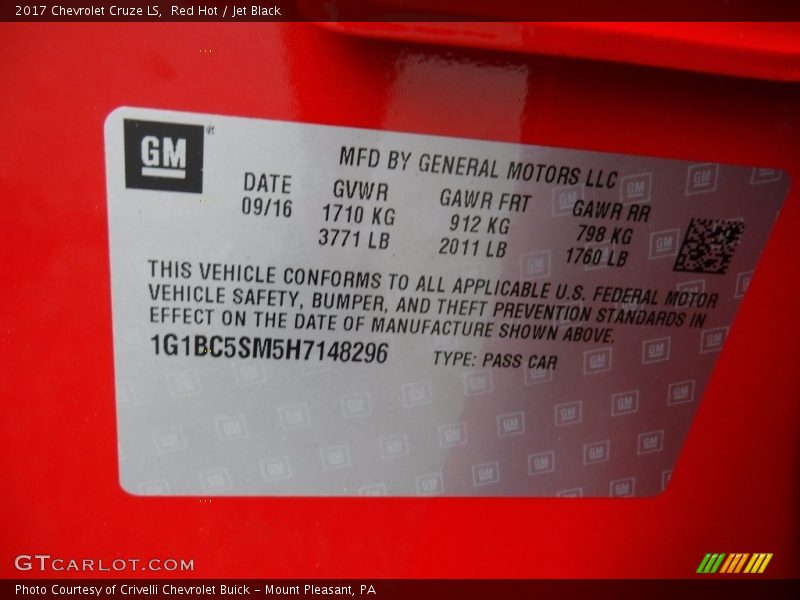 2017 Chevrolet Cruze LS,  Red Hot / Jet Black
GM®
MFD BY GENERAL MOTORS LLC
DATE GVWR GAWR FRT GAWR RR
09/16 1710 KG 912 KG 798 KG
3771 LB 2011 LB 1760 LB
THIS VEHICLE CONFORMS TO ALL APPLICABLE U.S. FEDERAL MOTOR
VEHICLE SAFETY, BUMPER, AND THEFT PREVENTION STANDARDS IN
EFFECT ON THE DATE OF MANUFACTURE SHOWN ABOVE.
1G1BC5SM5H7148296 TYPE: PASS CAR
GTCARLOT.COM
Photo Courtesy of Crivelli Chevrolet Buick - Mount Pleasant, PA